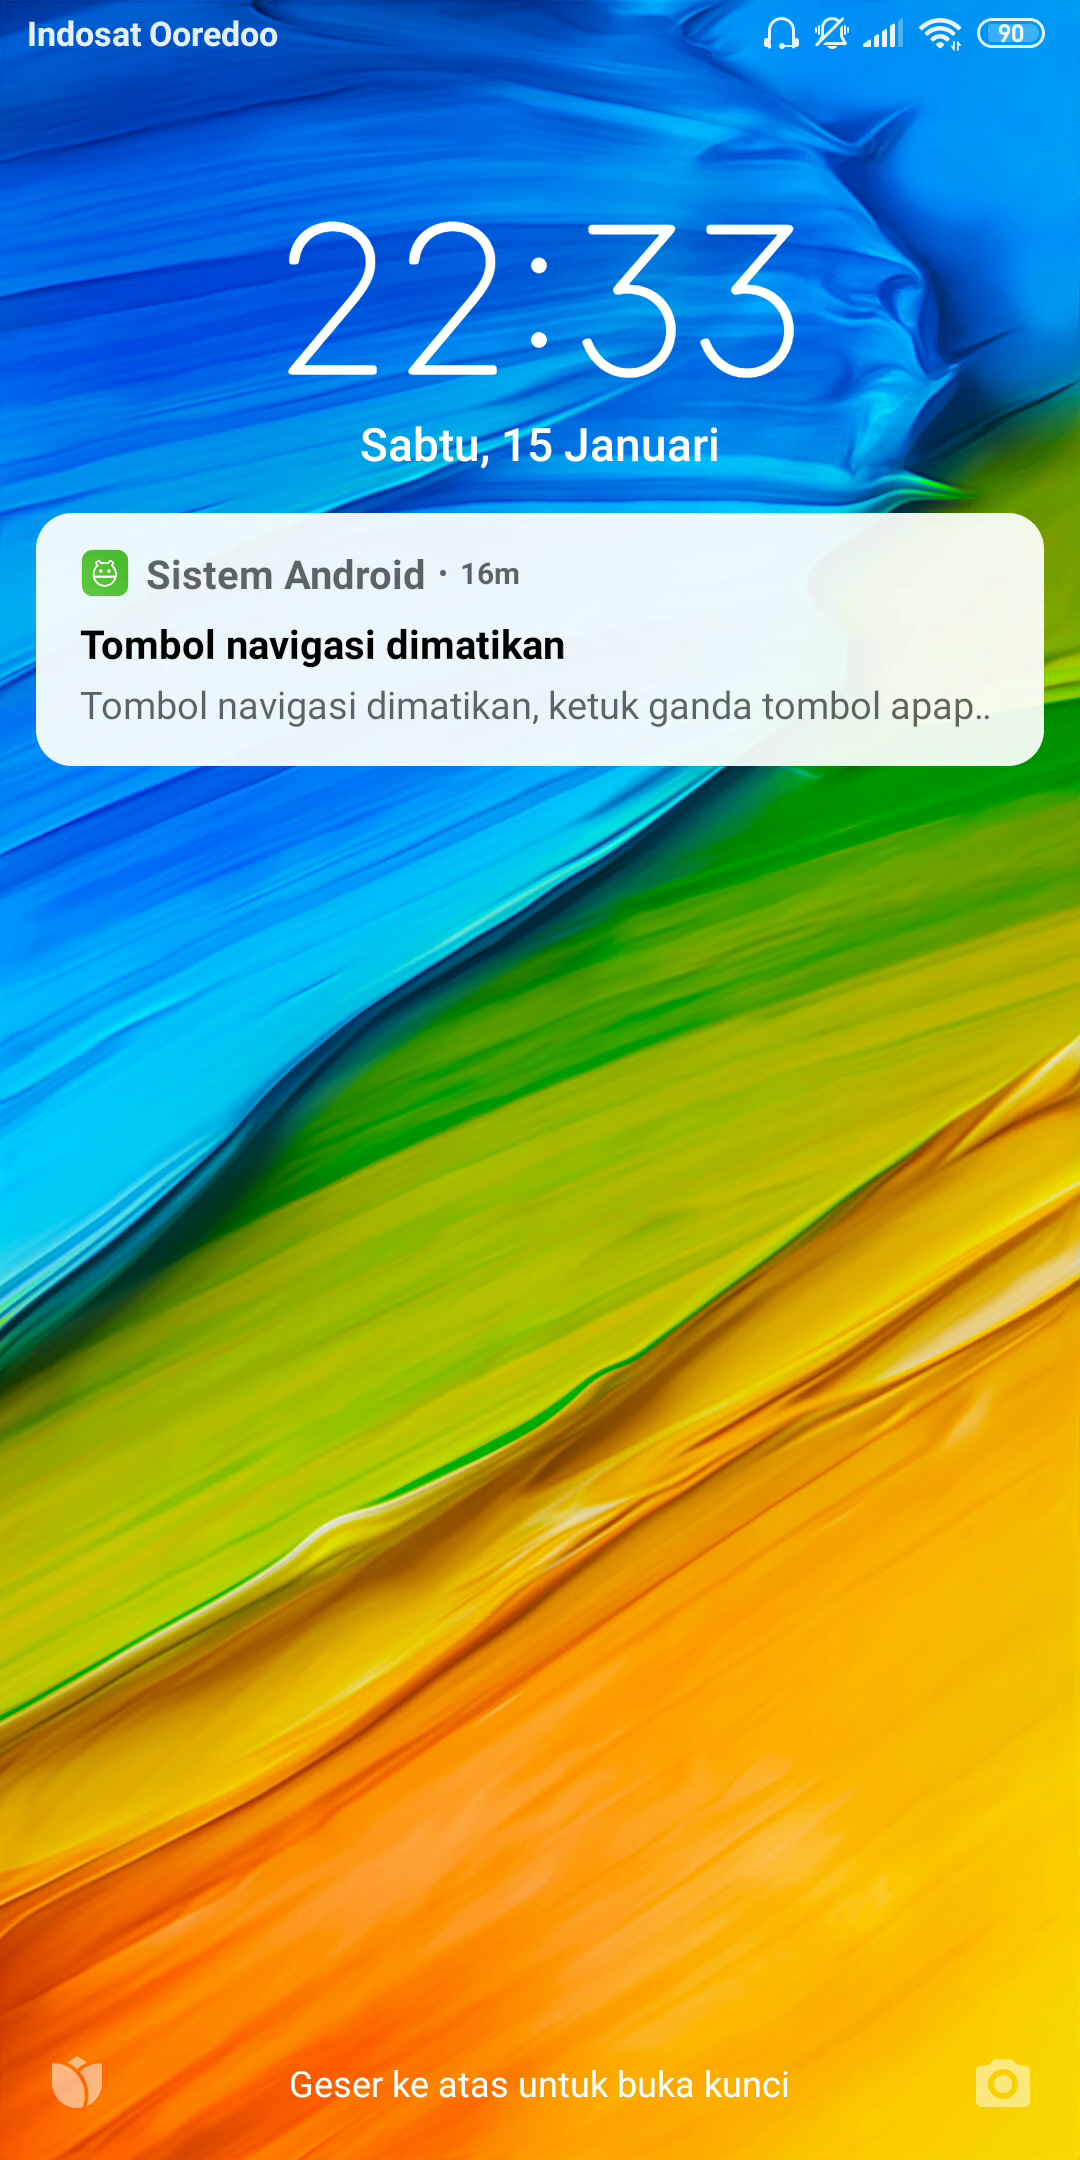 Indosat Ooredoo
90
22:33
Sabtu, 15 Januari
Sistem Android · 16m
Tombol navigasi dimatikan
Tombol navigasi dimatikan, ketuk ganda tombol apap..
Geser ke atas untuk buka kunci